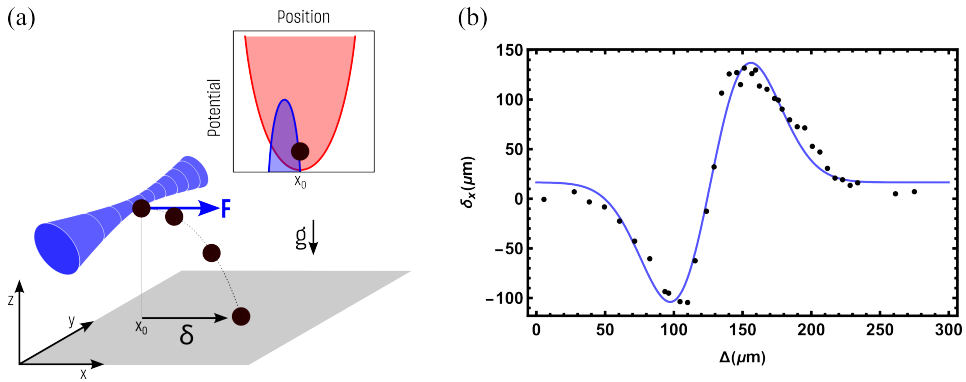 (a)
Position
Potential
x₀
F
g
z
y
x
x₀
δ
(b)
150
100
50
0
−50
−100
δₓ(μm)
0
50
100
150
200
250
300
Δ(μm)